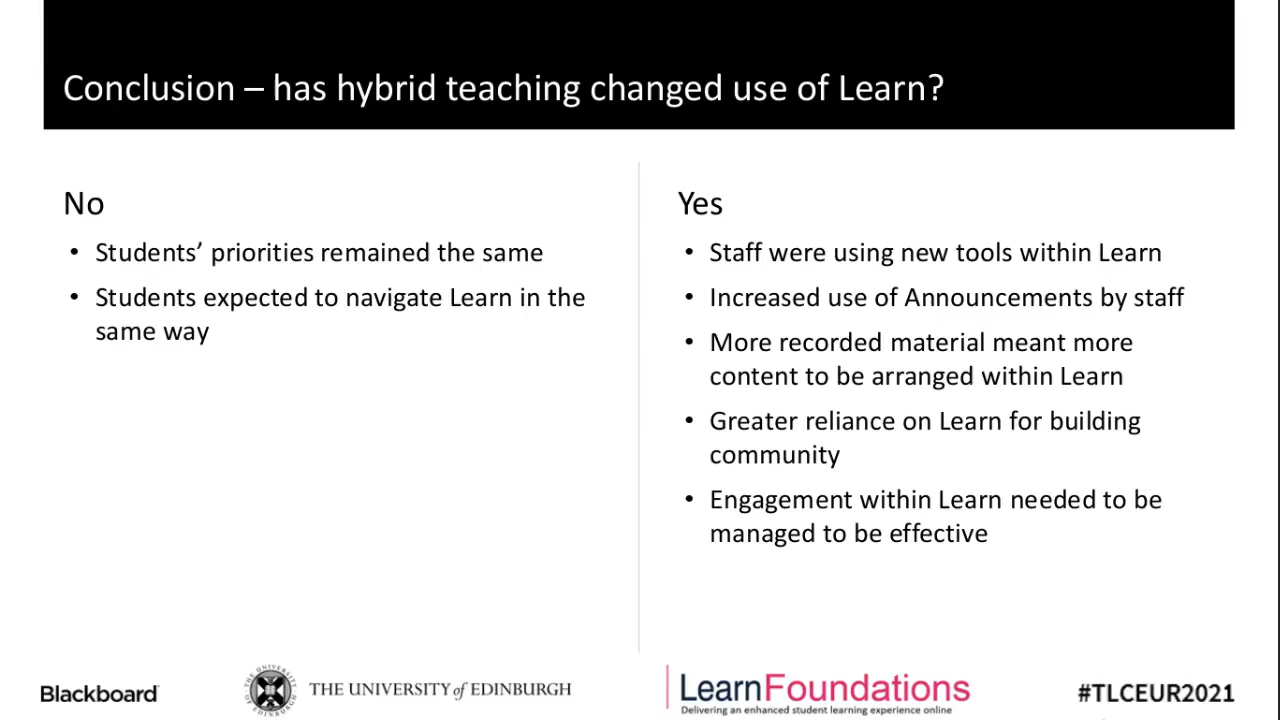 Conclusion – has hybrid teaching changed use of Learn?
No
• Students’ priorities remained the same
• Students expected to navigate Learn in the
same way
Yes
• Staff were using new tools within Learn
• Increased use of Announcements by staff
• More recorded material meant more
content to be arranged within Learn
• Greater reliance on Learn for building
community
• Engagement within Learn needed to be
managed to be effective
Blackboard
THE UNIVERSITY of EDINBURGH
THE UNIVERSITY of EDINBURGH
LearnFoundations
Delivering an enhanced student learning experience online
#TLCEUR2021